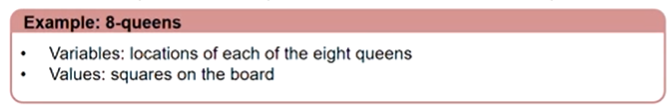 Example: 8-queens
• Variables: locations of each of the eight queens
• Values: squares on the board